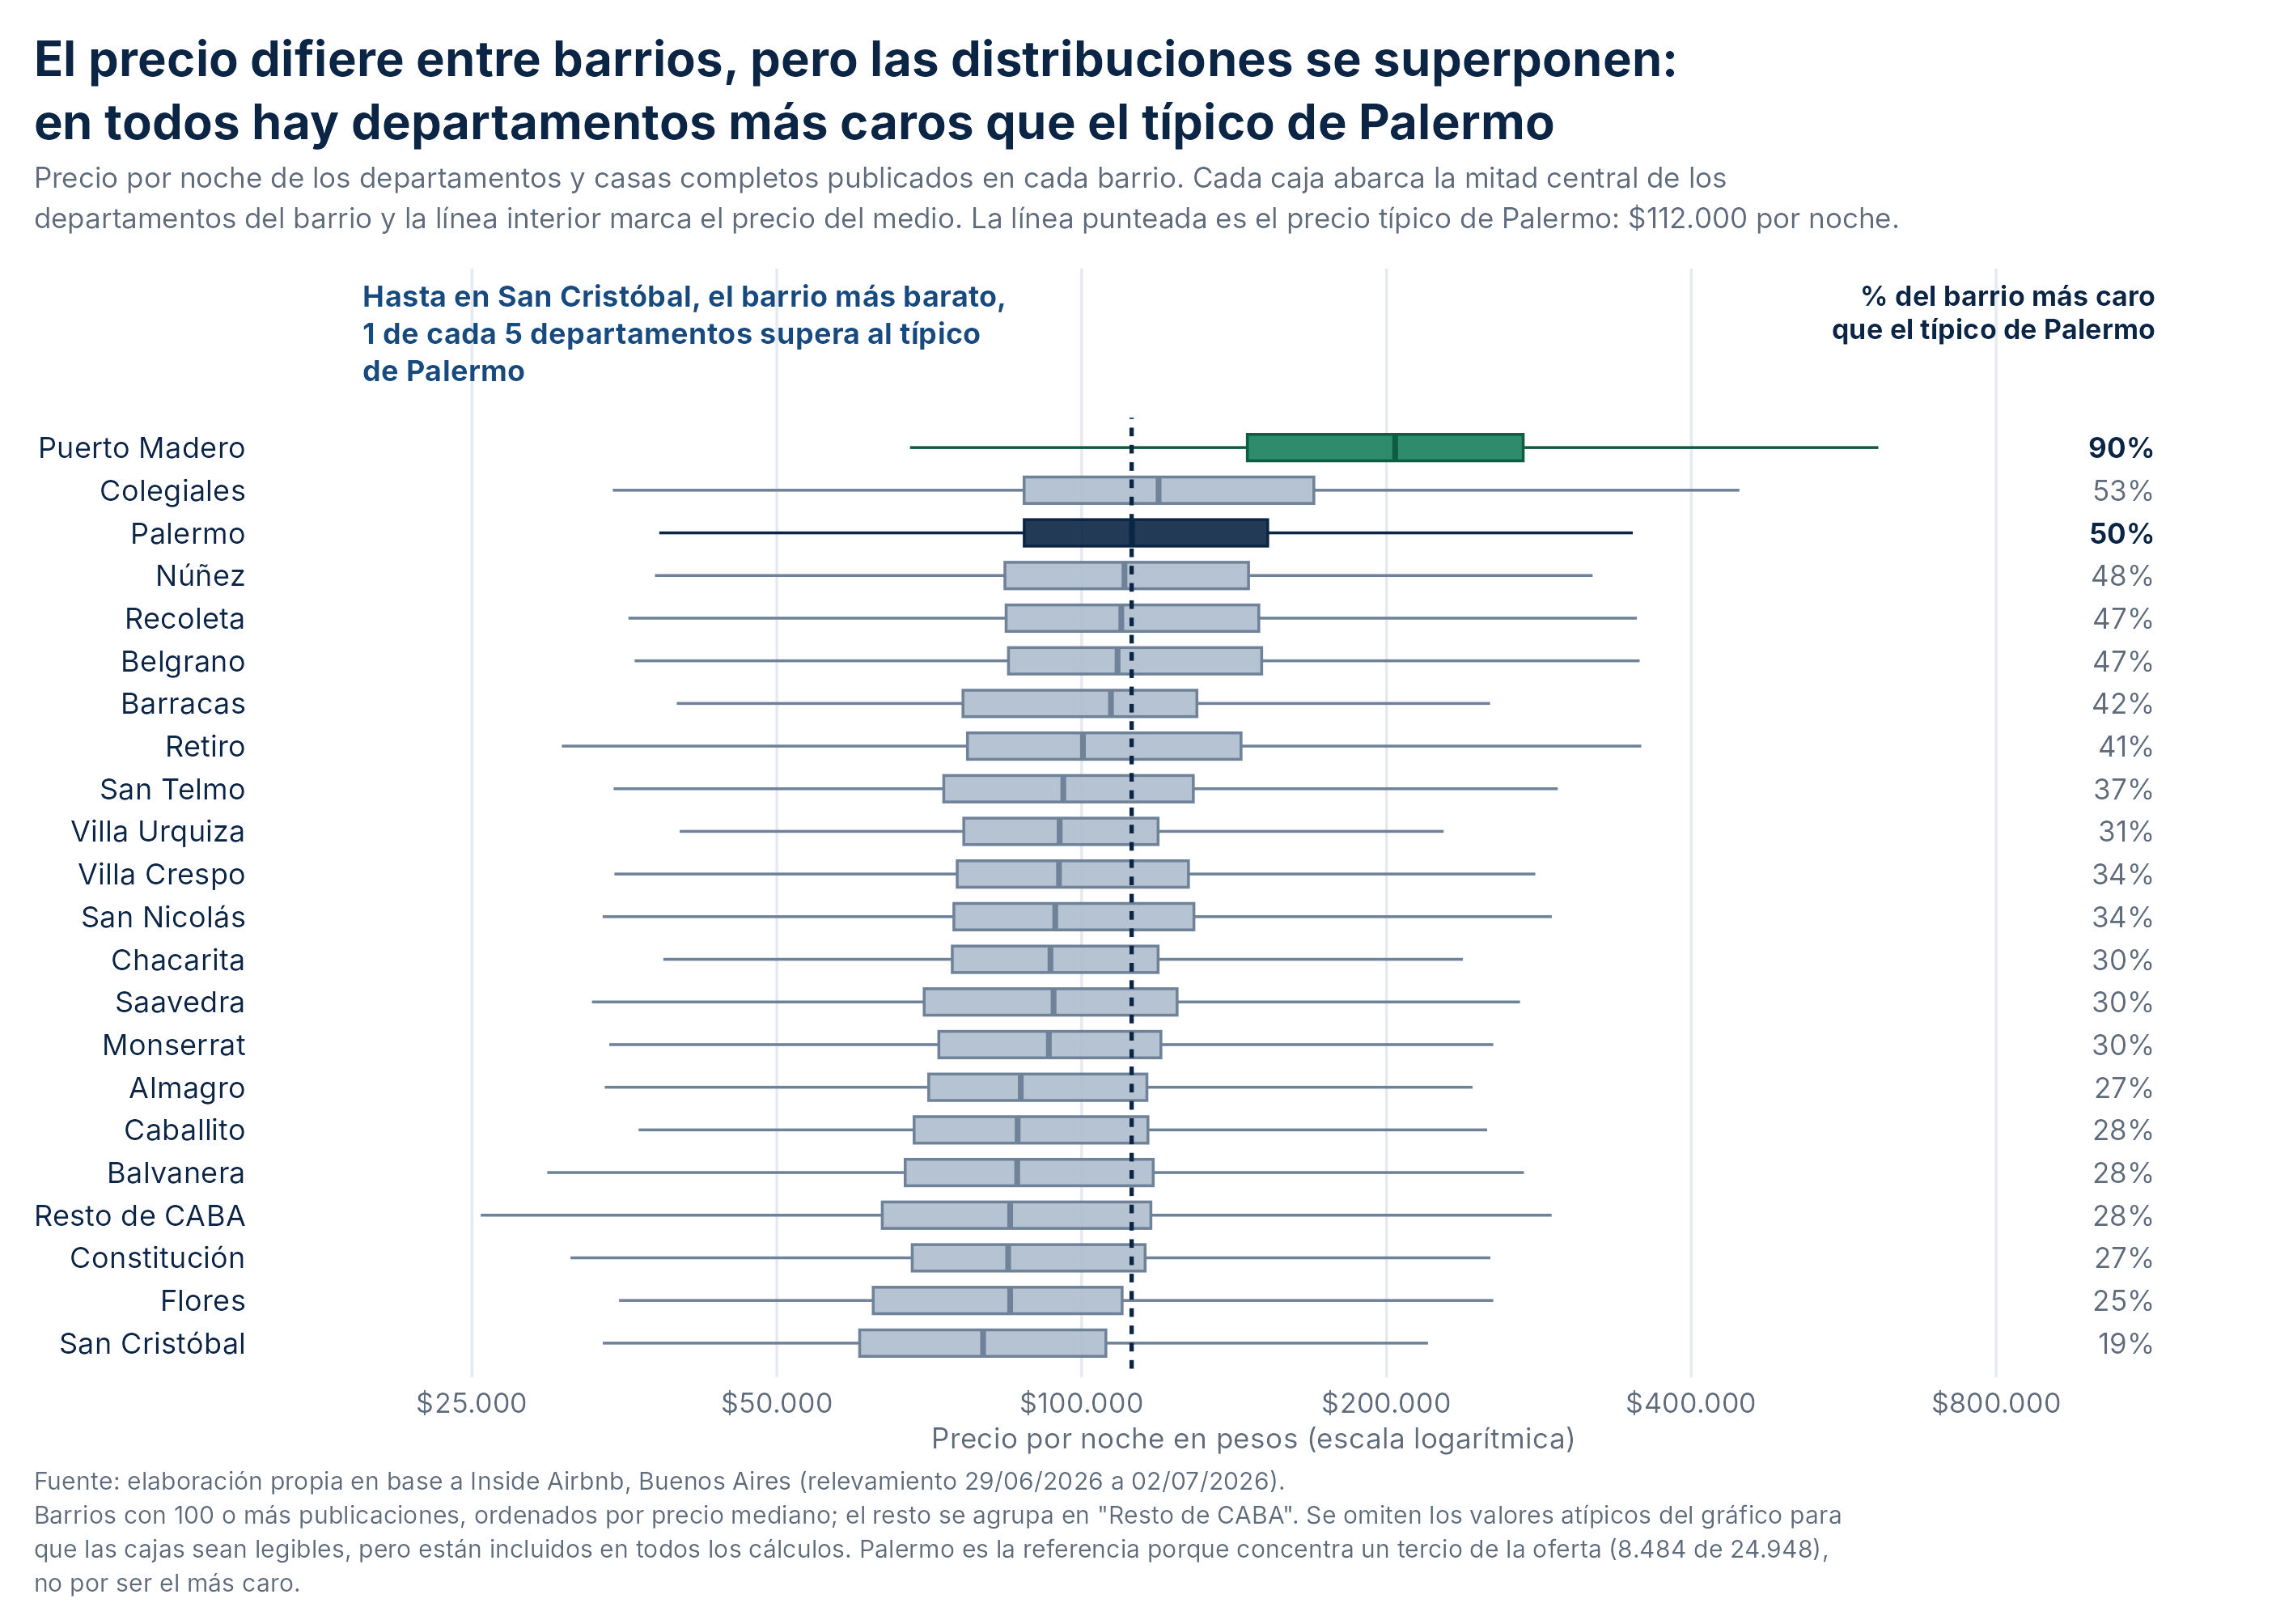 El precio difiere entre barrios, pero las distribuciones se superponen:
en todos hay departamentos más caros que el típico de Palermo
Precio por noche de los departamentos y casas completos publicados en cada barrio. Cada caja abarca la mitad central de los
departamentos del barrio y la línea interior marca el precio del medio. La línea punteada es el precio típico de Palermo: $112.000 por noche.
Hasta en San Cristóbal, el barrio más barato,
1 de cada 5 departamentos supera al típico
de Palermo
% del barrio más caro
que el típico de Palermo
Puerto Madero 90%
Colegiales 53%
Palermo 50%
Núñez 48%
Recoleta 47%
Belgrano 47%
Barracas 42%
Retiro 41%
San Telmo 37%
Villa Urquiza 31%
Villa Crespo 34%
San Nicolás 34%
Chacarita 30%
Saavedra 30%
Monserrat 30%
Almagro 27%
Caballito 28%
Balvanera 28%
Resto de CABA 28%
Constitución 27%
Flores 25%
San Cristóbal 19%
$25.000 $50.000 $100.000 $200.000 $400.000 $800.000
Precio por noche en pesos (escala logarítmica)
Fuente: elaboración propia en base a Inside Airbnb, Buenos Aires (relevamiento 29/06/2026 a 02/07/2026).
Barrios con 100 o más publicaciones, ordenados por precio mediano; el resto se agrupa en "Resto de CABA". Se omiten los valores atípicos del gráfico para
que las cajas sean legibles, pero están incluidos en todos los cálculos. Palermo es la referencia porque concentra un tercio de la oferta (8.484 de 24.948),
no por ser el más caro.